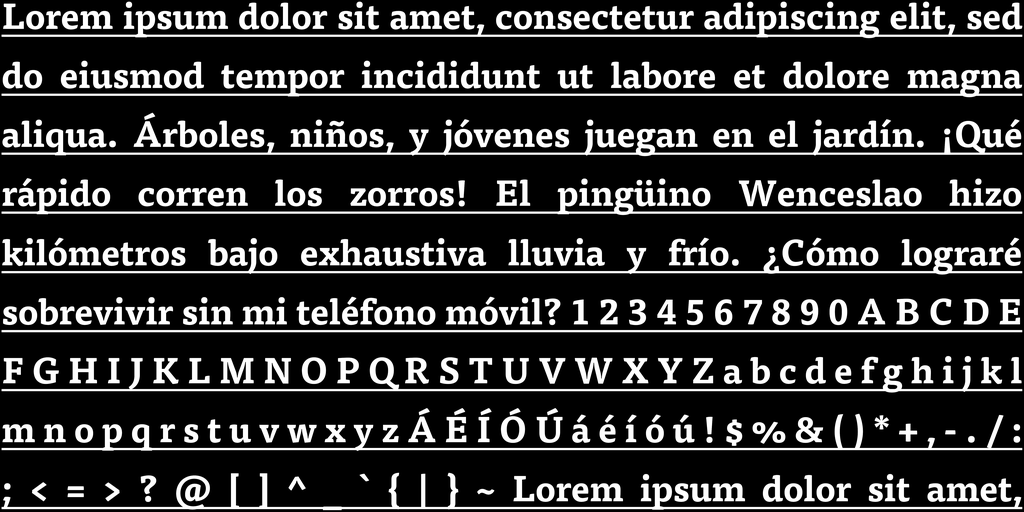 Lorem ipsum dolor sit amet, consectetur adipiscing elit, sed
do eiusmod tempor incididunt ut labore et dolore magna
aliqua. Árboles, niños, y jóvenes juegan en el jardín. ¡Qué
rápido corren los zorros! El pingüino Wenceslao hizo
kilómetros bajo exhaustiva lluvia y frío. ¿Cómo lograré
sobrevivir sin mi teléfono móvil? 1 2 3 4 5 6 7 8 9 0 A B C D E
F G H I J K L M N O P Q R S T U V W X Y Z a b c d e f g h i j k l
m n o p q r s t u v w x y z Á É Í Ó Ú á é í ó ú ! $ % & ( ) * + , - . / :
; < = > ? @ [ ] ^ _ ` { | } ~ Lorem ipsum dolor sit amet,